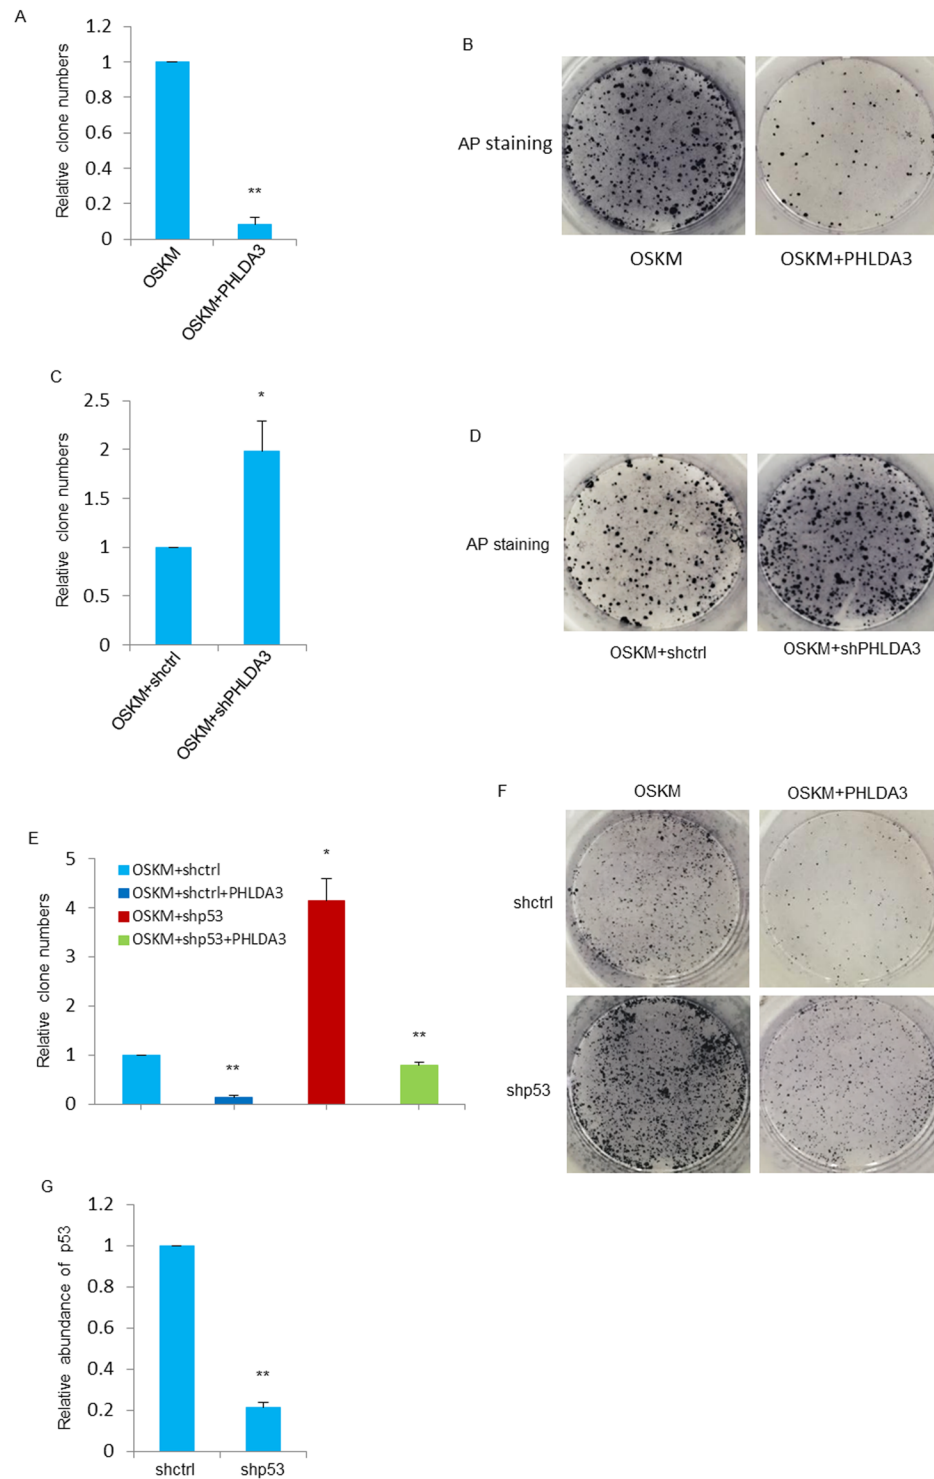 A
Relative clone numbers
1.2
1
0.8
0.6
0.4
0.2
0
**
OSKM
OSKM+PHLDA3
B
AP staining
OSKM
OSKM+PHLDA3
C
Relative clone numbers
2.5
2
1.5
1
0.5
0
*
OSKM+shctrl
OSKM+shPHLDA3
D
AP staining
OSKM+shctrl
OSKM+shPHLDA3
E
Relative clone numbers
5
4
3
2
1
0
OSKM+shctrl
OSKM+shctrl+PHLDA3
OSKM+shp53
OSKM+shp53+PHLDA3
**
*
**
F
OSKM
OSKM+PHLDA3
shctrl
shp53
G
Relative abundance of p53
1.2
1
0.8
0.6
0.4
0.2
0
**
shctrl
shp53